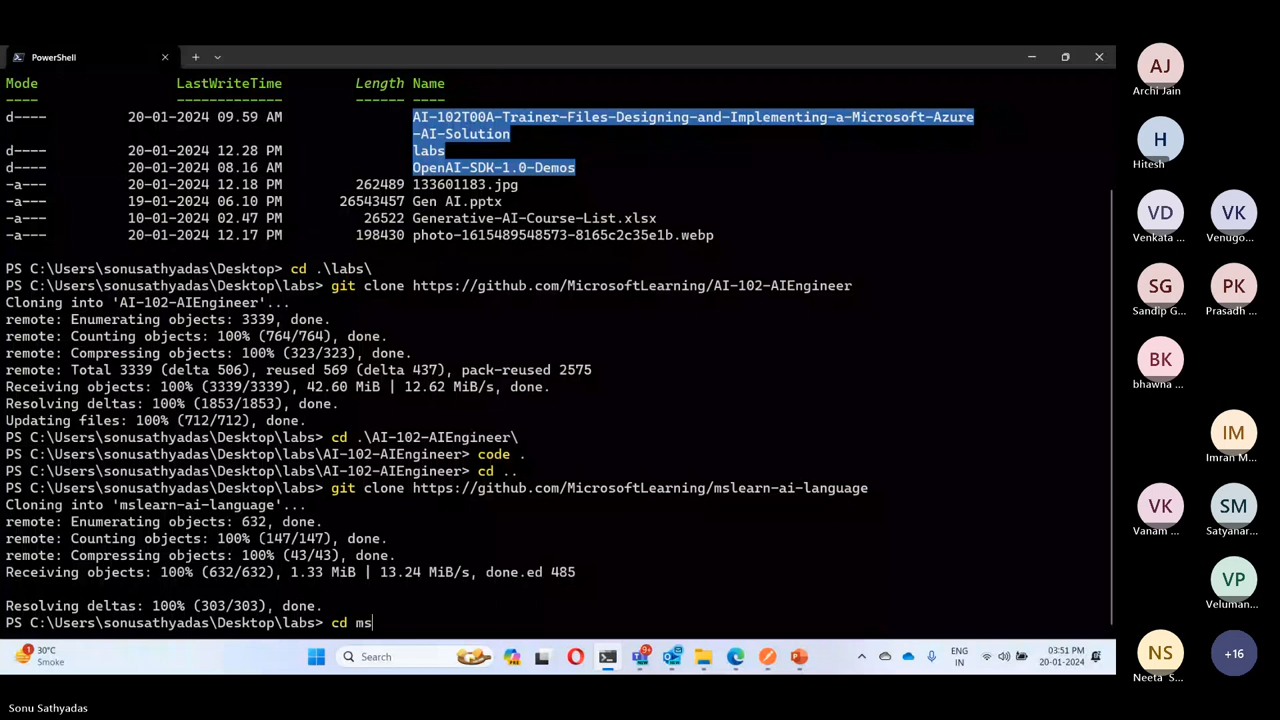 PowerShell
Mode LastWriteTime Length Name
---- ------------- ------ ----
d---- 20-01-2024 09.59 AM AI-102T00A-Trainer-Files-Designing-and-Implementing-a-Microsoft-Azure
-AI-Solution
d---- 20-01-2024 12.28 PM labs
d---- 20-01-2024 08.16 AM OpenAI-SDK-1.0-Demos
-a--- 20-01-2024 12.18 PM 262489 133601183.jpg
-a--- 19-01-2024 06.10 PM 26543457 Gen AI.pptx
-a--- 10-01-2024 02.47 PM 26522 Generative-AI-Course-List.xlsx
-a--- 20-01-2024 12.17 PM 198430 photo-1615489548573-8165c2c35e1b.webp
PS C:\Users\sonusathyadas\Desktop> cd .\labs\
PS C:\Users\sonusathyadas\Desktop\labs> git clone https://github.com/MicrosoftLearning/AI-102-AIEngineer
Cloning into 'AI-102-AIEngineer'...
remote: Enumerating objects: 3339, done.
remote: Counting objects: 100% (764/764), done.
remote: Compressing objects: 100% (323/323), done.
remote: Total 3339 (delta 506), reused 569 (delta 437), pack-reused 2575
Receiving objects: 100% (3339/3339), 42.60 MiB | 12.62 MiB/s, done.
Resolving deltas: 100% (1853/1853), done.
Updating files: 100% (712/712), done.
PS C:\Users\sonusathyadas\Desktop\labs> cd .\AI-102-AIEngineer\
PS C:\Users\sonusathyadas\Desktop\labs\AI-102-AIEngineer> code .
PS C:\Users\sonusathyadas\Desktop\labs\AI-102-AIEngineer> cd ..
PS C:\Users\sonusathyadas\Desktop\labs> git clone https://github.com/MicrosoftLearning/mslearn-ai-language
Cloning into 'mslearn-ai-language'...
remote: Enumerating objects: 632, done.
remote: Counting objects: 100% (147/147), done.
remote: Compressing objects: 100% (43/43), done.
Receiving objects: 100% (632/632), 1.33 MiB | 13.24 MiB/s, done.ed 485
Resolving deltas: 100% (303/303), done.
PS C:\Users\sonusathyadas\Desktop\labs> cd ms
1
30°C
Smoke
Search
9+
ENG
IN
03:51 PM
20-01-2024
AJ
Archi Jain
H
Hitesh
VD VK
Venkata ... Venugo...
SG PK
Sandip G... Prasadh ...
BK
bhawna ...
IM
Imran M...
VK SM
Vanam ... Satyanar...
VP
Veluman...
NS +16
Neeta S...
Sonu Sathyadas